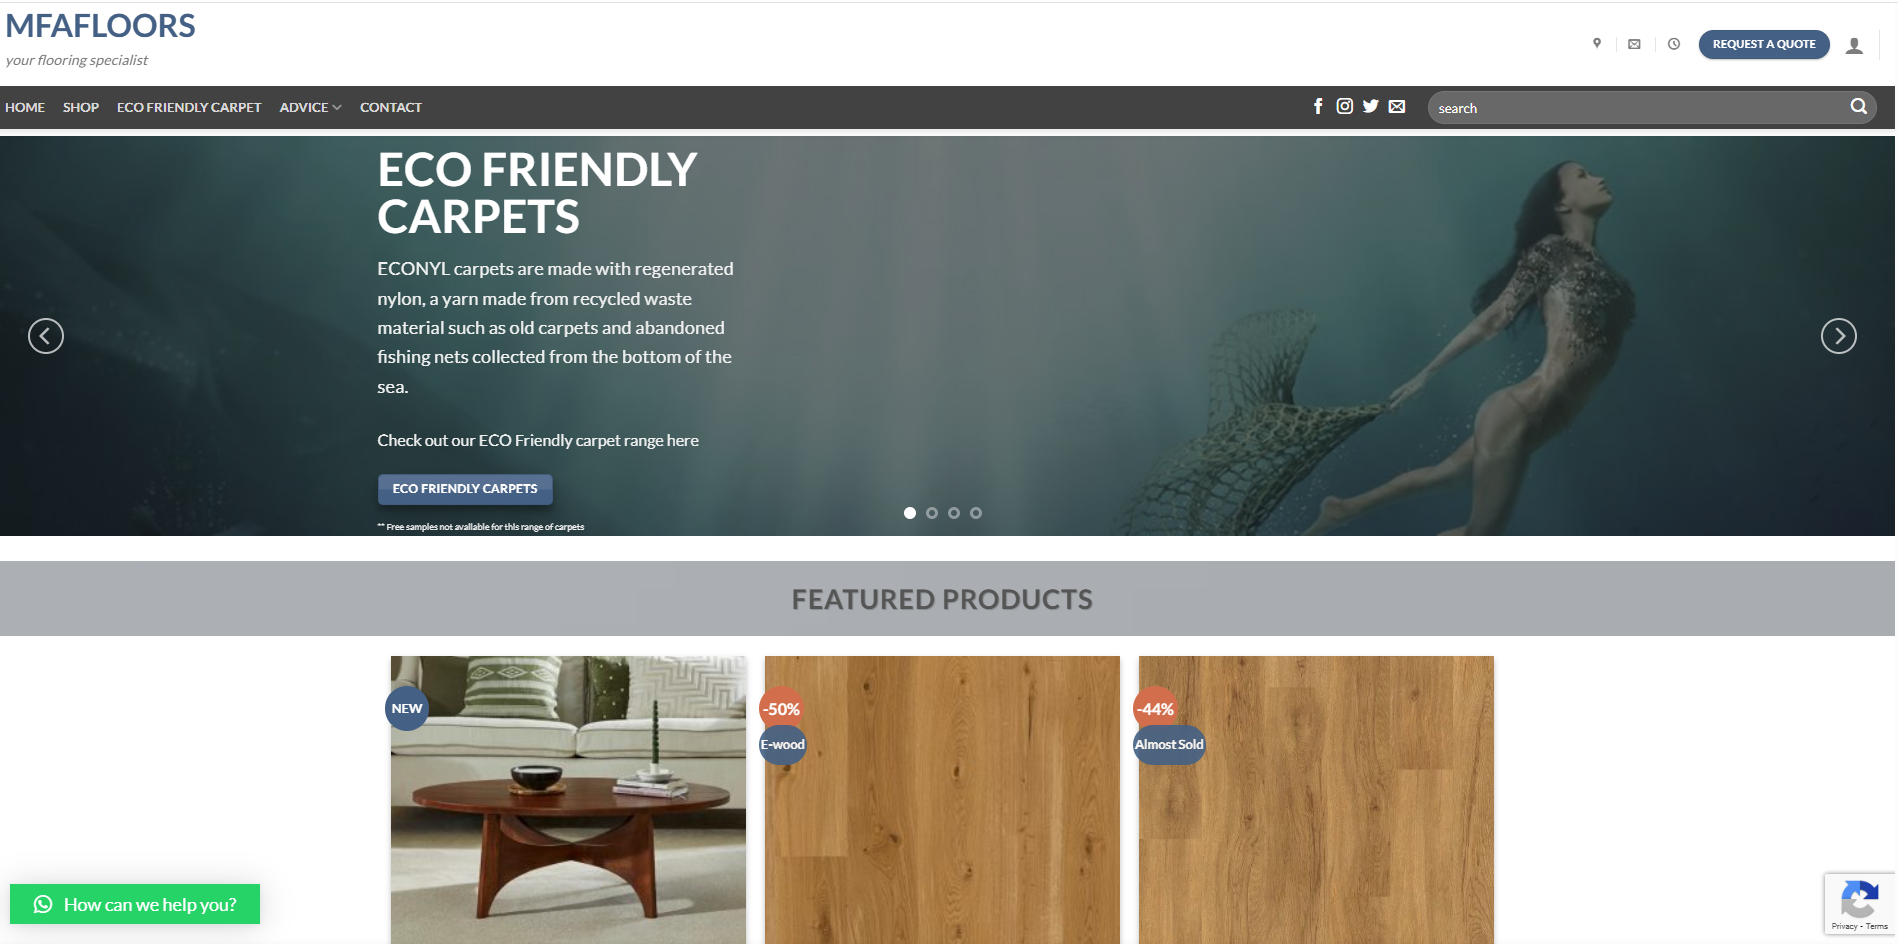 MFAFLOORS
your flooring specialist
REQUEST A QUOTE
HOME SHOP ECO FRIENDLY CARPET ADVICE CONTACT
search
ECO FRIENDLY
CARPETS
ECONYL carpets are made with regenerated
nylon, a yarn made from recycled waste
material such as old carpets and abandoned
fishing nets collected from the bottom of the
sea.
Check out our ECO Friendly carpet range here
ECO FRIENDLY CARPETS
** Free samples not available for this range of carpets
FEATURED PRODUCTS
NEW
-50%
E-wood
-44%
Almost Sold
How can we help you?
Privacy - Terms